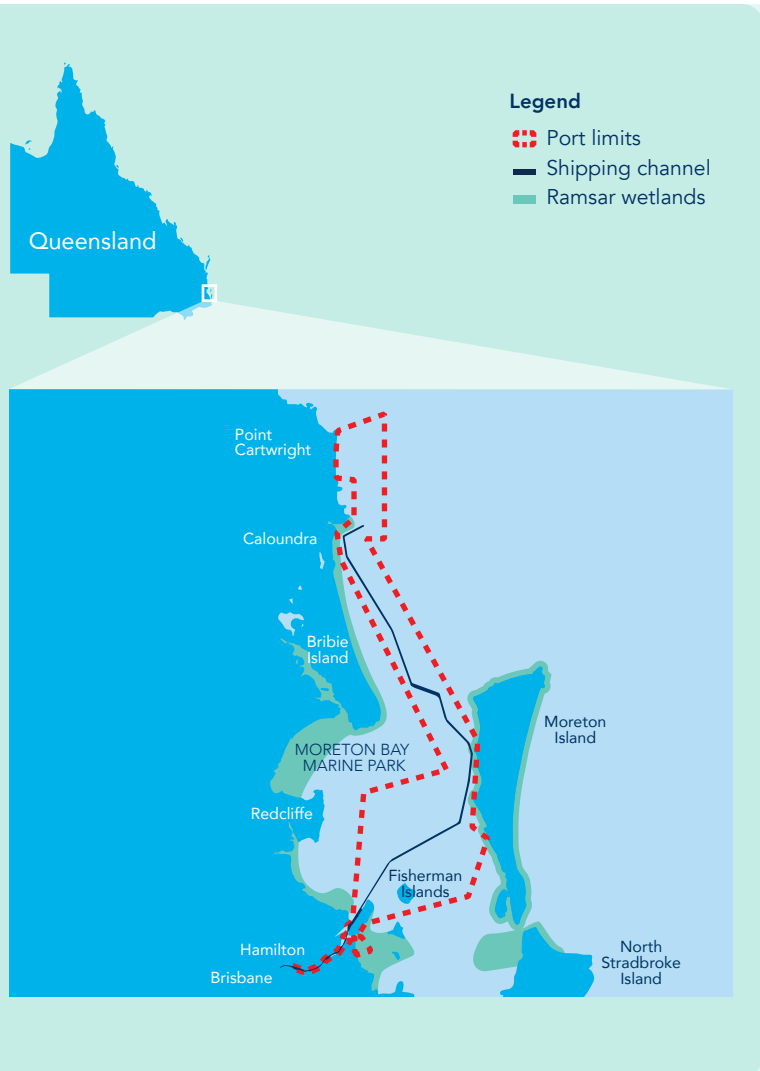 Legend
Port limits
Shipping channel
Ramsar wetlands
Queensland
Point
Cartwright
Caloundra
Bribie
Island
Moreton
Island
MORETON BAY
MARINE PARK
Redcliffe
Fisherman
Islands
Hamilton
Brisbane
North
Stradbroke
Island